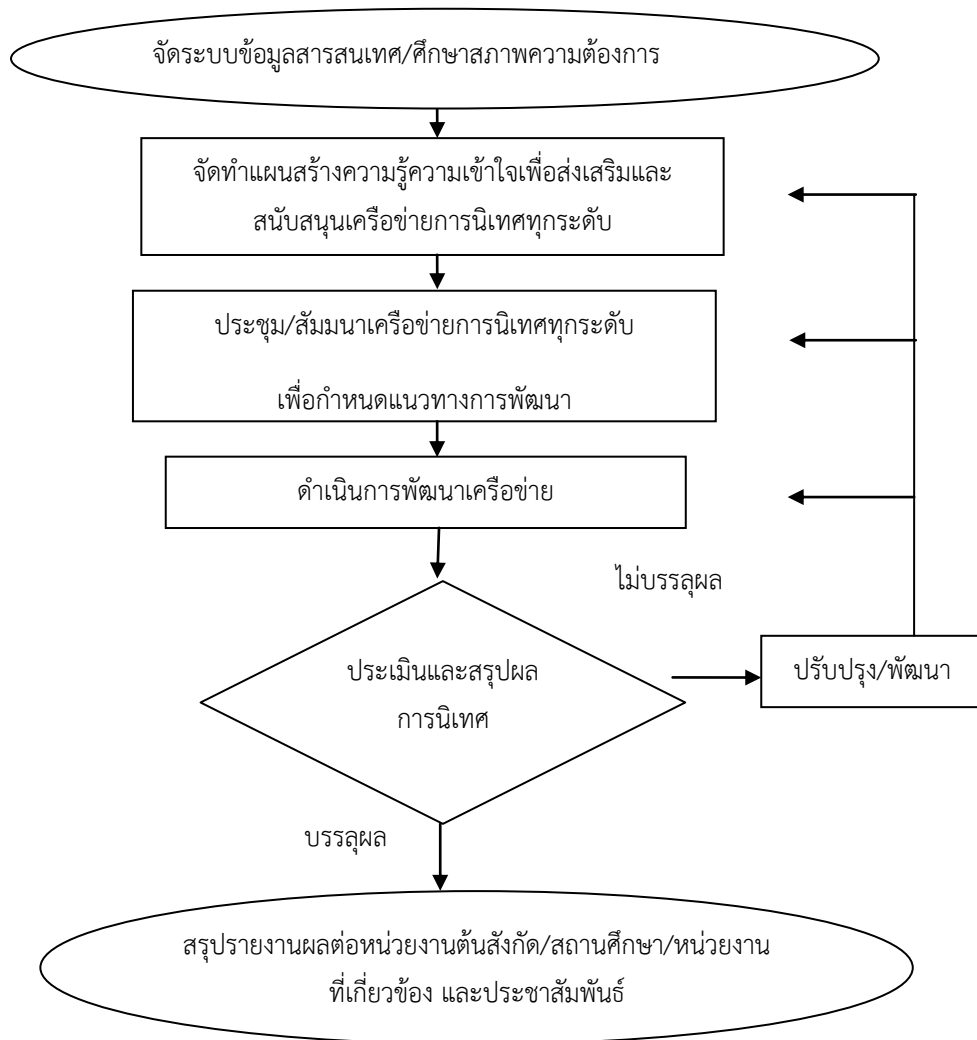 จัดระบบข้อมูลสารสนเทศ/ศึกษาสภาพความต้องการ
จัดทำแผนสร้างความรู้ความเข้าใจเพื่อส่งเสริมและ
สนับสนุนเครือข่ายการนิเทศทุกระดับ
ประชุม/สัมมนาเครือข่ายการนิเทศทุกระดับ
เพื่อกำหนดแนวทางการพัฒนา
ดำเนินการพัฒนาเครือข่าย
ไม่บรรลุผล
ประเมินและสรุปผล
การนิเทศ
ปรับปรุง/พัฒนา
บรรลุผล
สรุปรายงานผลต่อหน่วยงานต้นสังกัด/สถานศึกษา/หน่วยงาน
ที่เกี่ยวข้อง และประชาสัมพันธ์